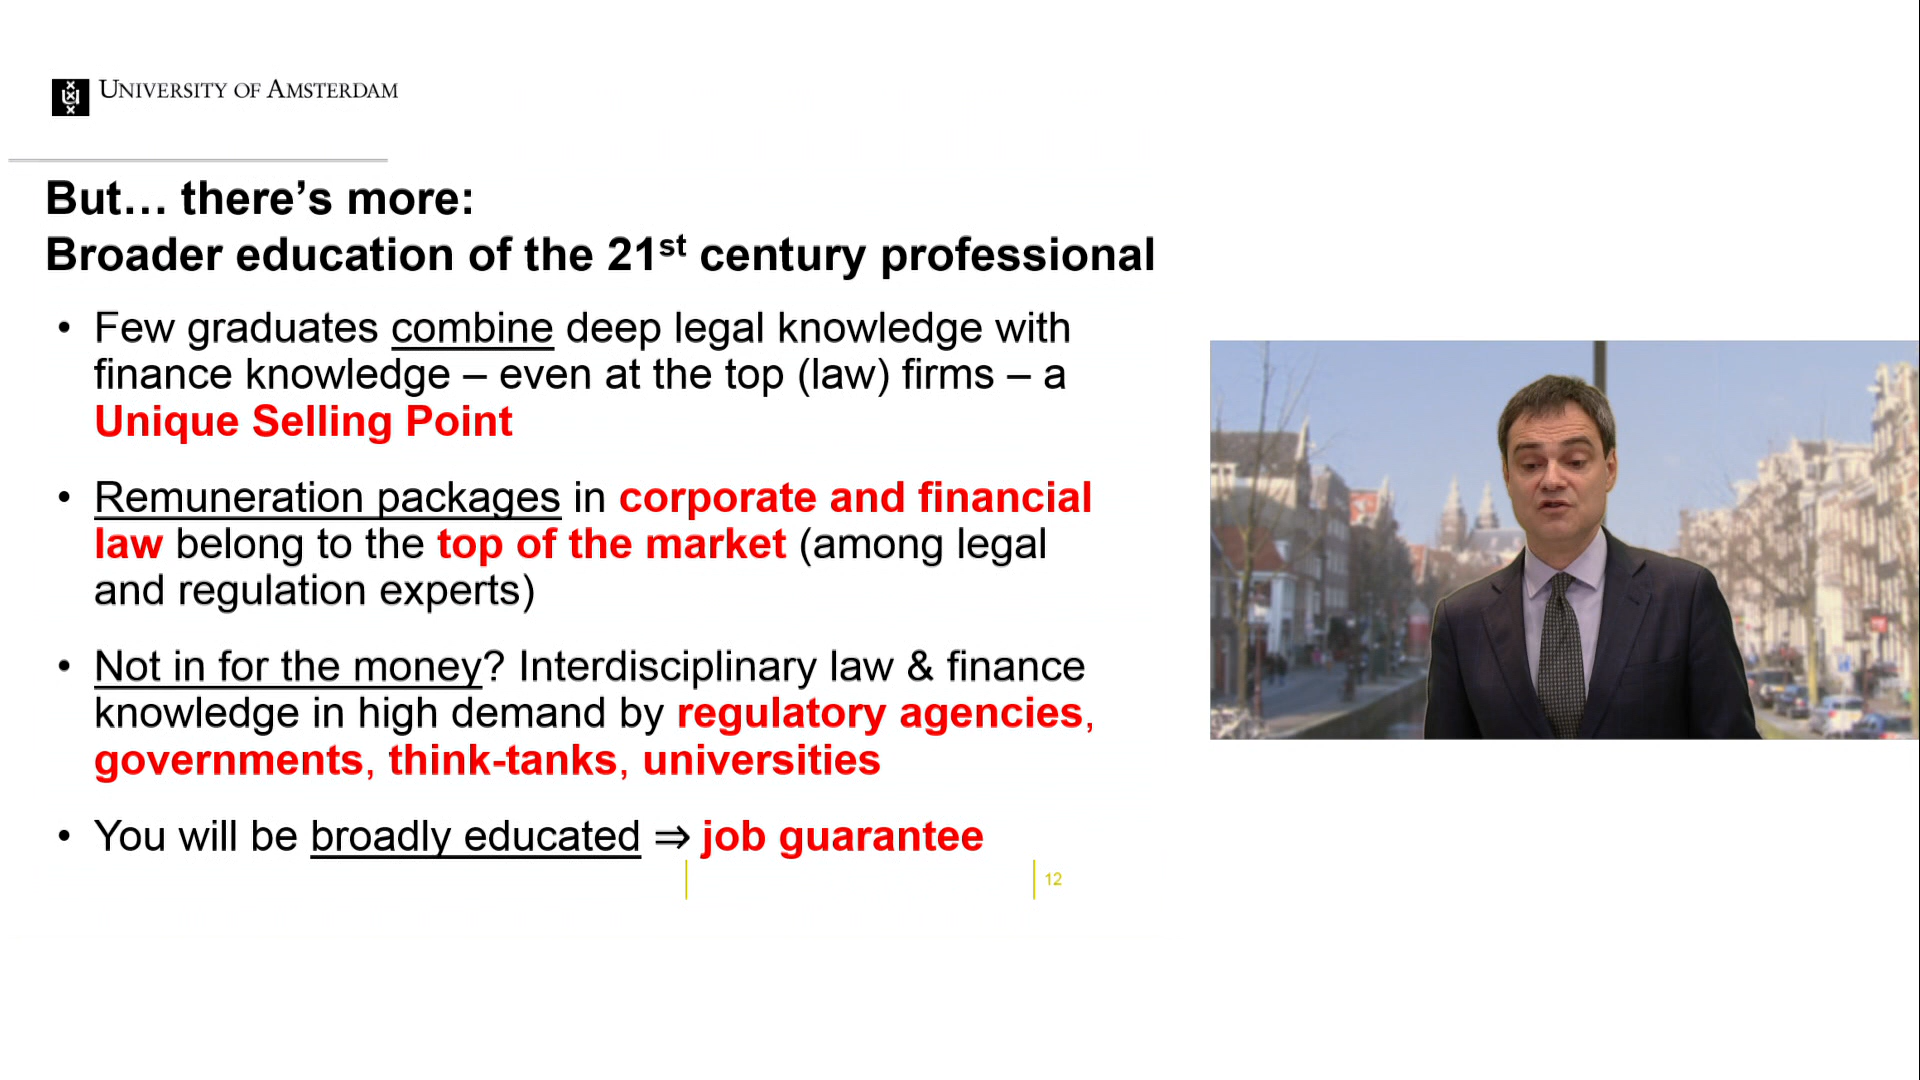 UNIVERSITY OF AMSTERDAM
But… there’s more:
Broader education of the 21st century professional
• Few graduates combine deep legal knowledge with
finance knowledge – even at the top (law) firms – a
Unique Selling Point
• Remuneration packages in corporate and financial
law belong to the top of the market (among legal
and regulation experts)
• Not in for the money? Interdisciplinary law & finance
knowledge in high demand by regulatory agencies,
governments, think-tanks, universities
• You will be broadly educated ⇒ job guarantee
12